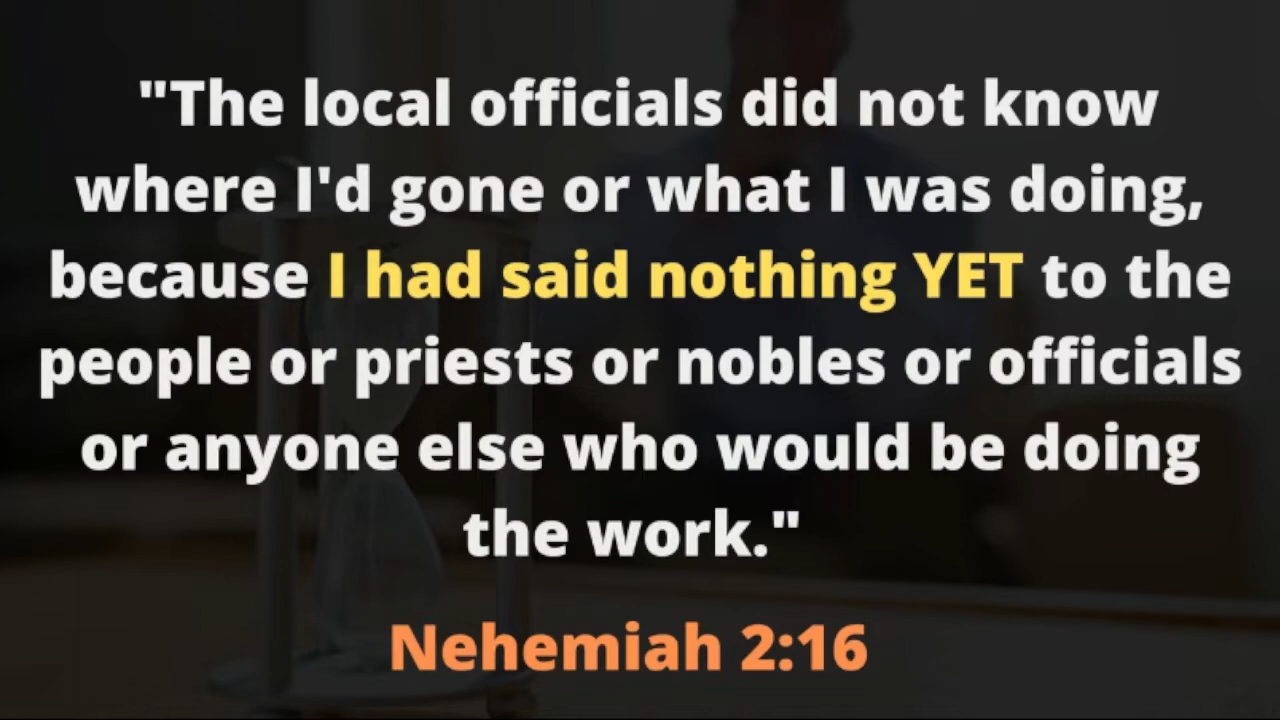 "The local officials did not know
where I'd gone or what I was doing,
because I had said nothing YET to the
people or priests or nobles or officials
or anyone else who would be doing
the work."
Nehemiah 2:16